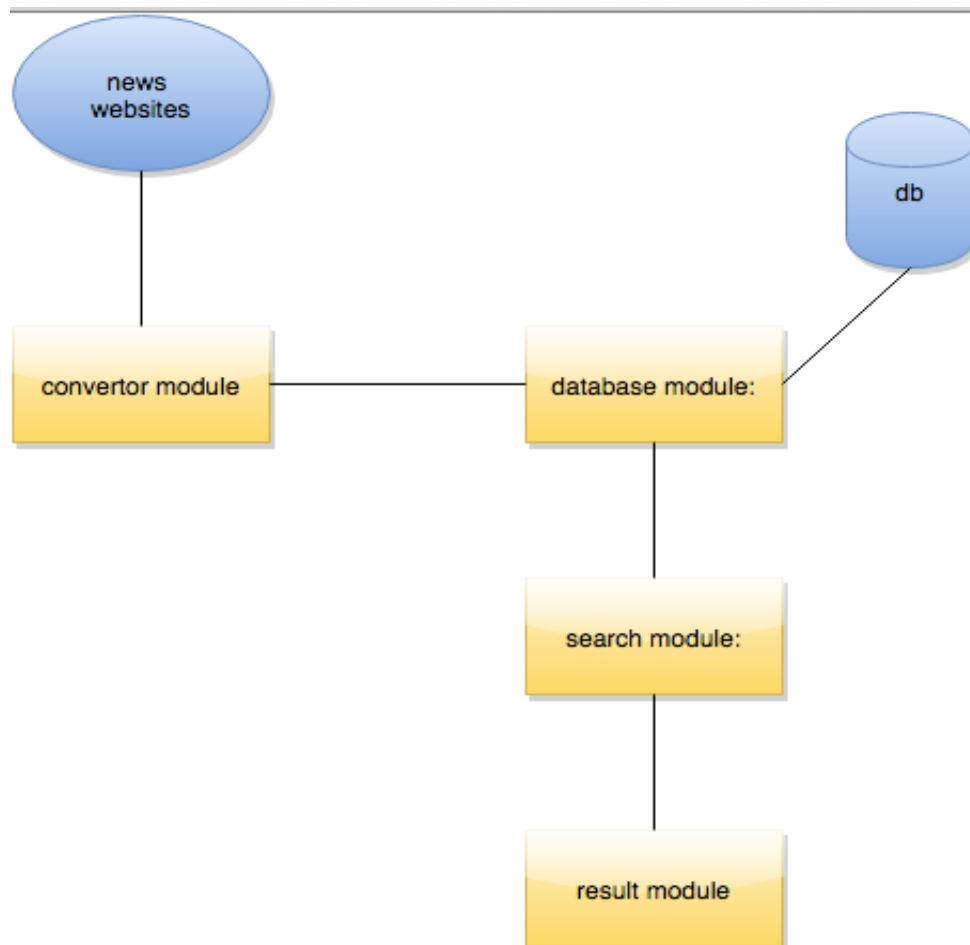 news
websites
db
convertor module
database module:
search module:
result module